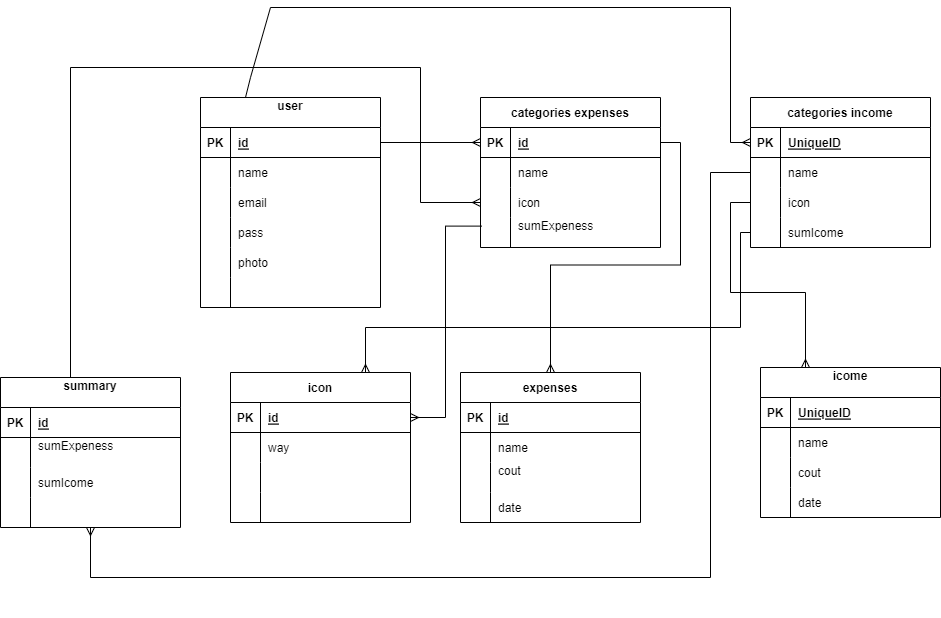 user
PK id
name
email
pass
photo
categories expenses
PK id
name
icon
sumExpeness
categories income
PK UniqueID
name
icon
sumIcome
summary
PK id
sumExpeness
sumIcome
icon
PK id
way
expenses
PK id
name
cout
date
icome
PK UniqueID
name
cout
date